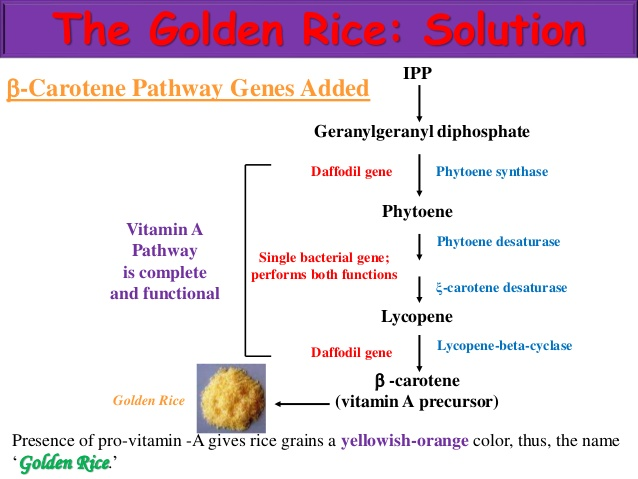 The Golden Rice: Solution
β-Carotene Pathway Genes Added
IPP
Geranylgeranyl diphosphate
Daffodil gene
Phytoene synthase
Phytoene
Vitamin A
Pathway
is complete
and functional
Phytoene desaturase
Single bacterial gene;
performs both functions
ξ-carotene desaturase
Lycopene
Daffodil gene
Lycopene-beta-cyclase
β -carotene
(vitamin A precursor)
Golden Rice
Presence of pro-vitamin -A gives rice grains a yellowish-orange color, thus, the name
‘Golden Rice.’